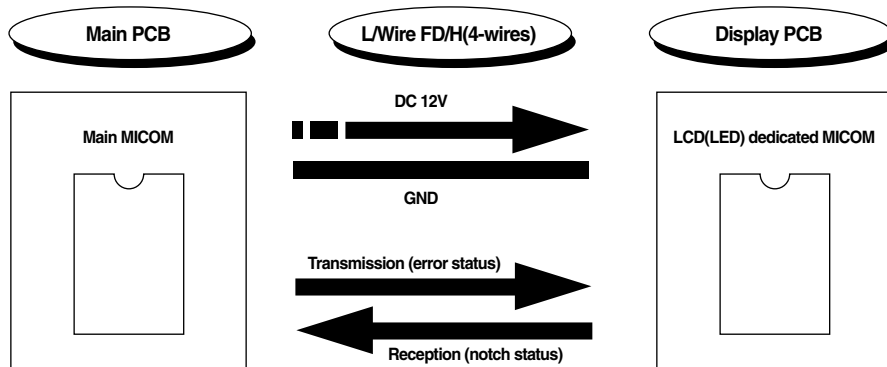 Main PCB
L/Wire FD/H(4-wires)
Display PCB
DC 12V
Main MICOM
LCD(LED) dedicated MICOM
GND
Transmission (error status)
Reception (notch status)